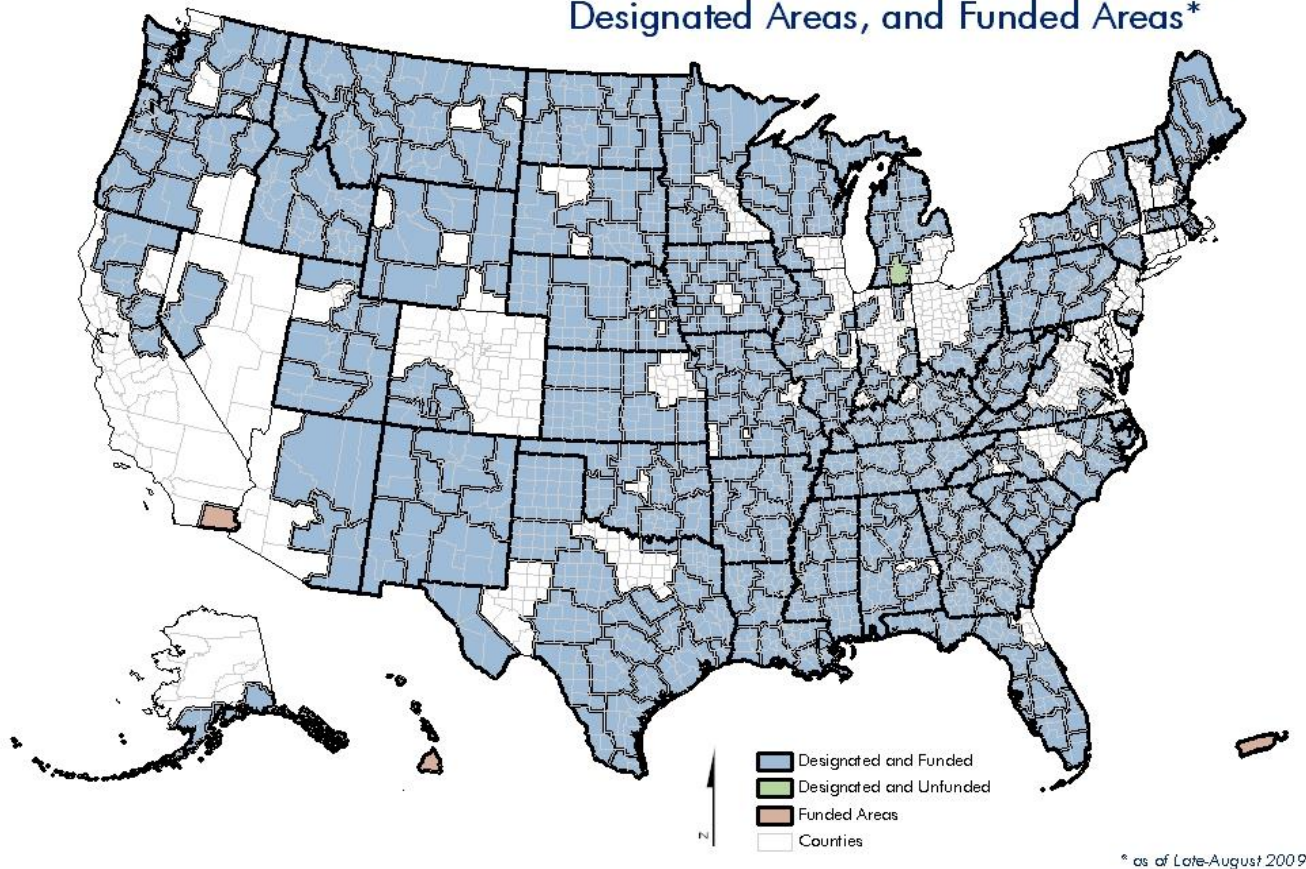 Designated Areas, and Funded Areas*
Designated and Funded
Designated and Unfunded
Funded Areas
Counties
N
* as of Late-August 2009